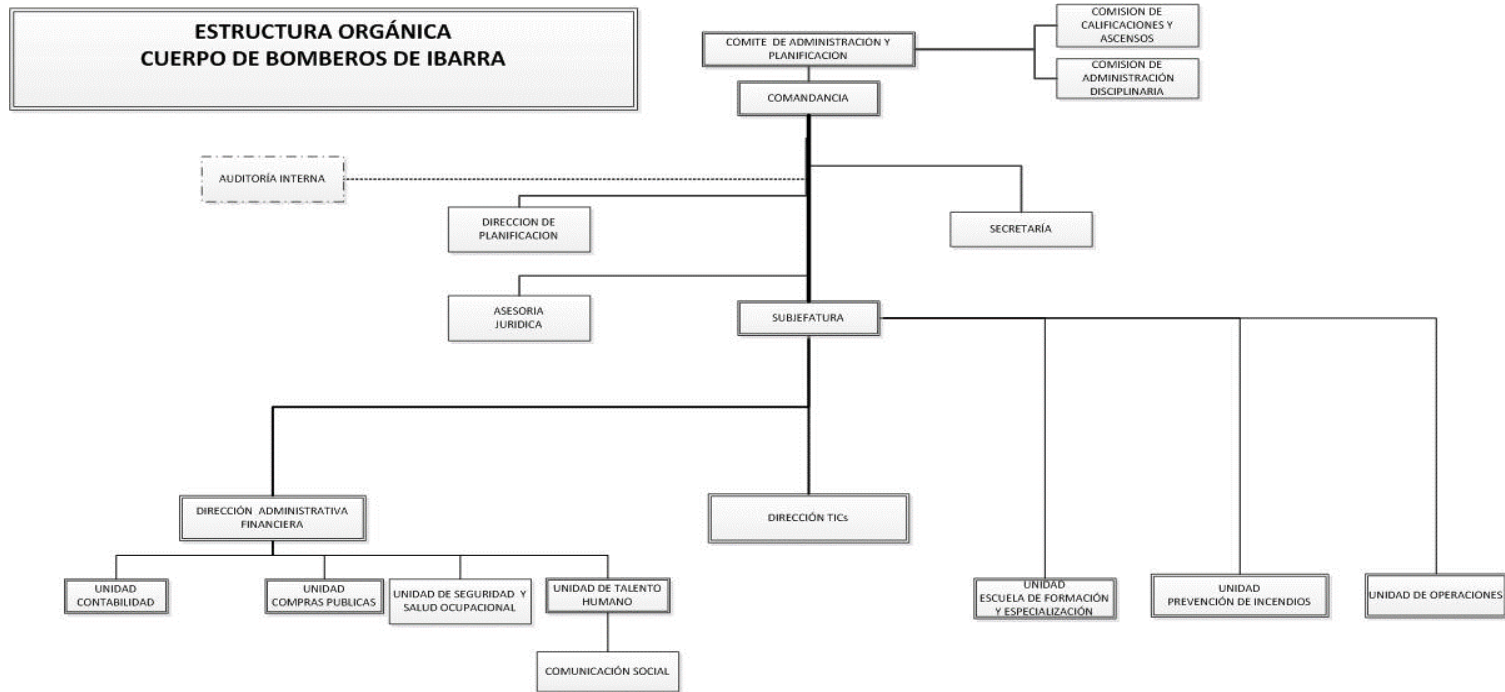 ESTRUCTURA ORGÁNICA
CUERPO DE BOMBEROS DE IBARRA
COMITE DE ADMINISTRACIÓN Y
PLANIFICACION
COMISION DE
CALIFICACIONES Y
ASCENSOS
COMISION DE
ADMINISTRACIÓN
DISCIPLINARIA
COMANDANCIA
AUDITORÍA INTERNA
DIRECCION DE
PLANIFICACION
SECRETARÍA
ASESORIA
JURIDICA
SUBJEFATURA
DIRECCIÓN ADMINISTRATIVA
FINANCIERA
DIRECCIÓN TICs
UNIDAD
CONTABILIDAD
UNIDAD
COMPRAS PUBLICAS
UNIDAD DE SEGURIDAD Y
SALUD OCUPACIONAL
UNIDAD DE TALENTO
HUMANO
UNIDAD
ESCUELA DE FORMACIÓN
Y ESPECIALIZACIÓN
UNIDAD
PREVENCIÓN DE INCENDIOS
UNIDAD DE OPERACIONES
COMUNICACIÓN SOCIAL